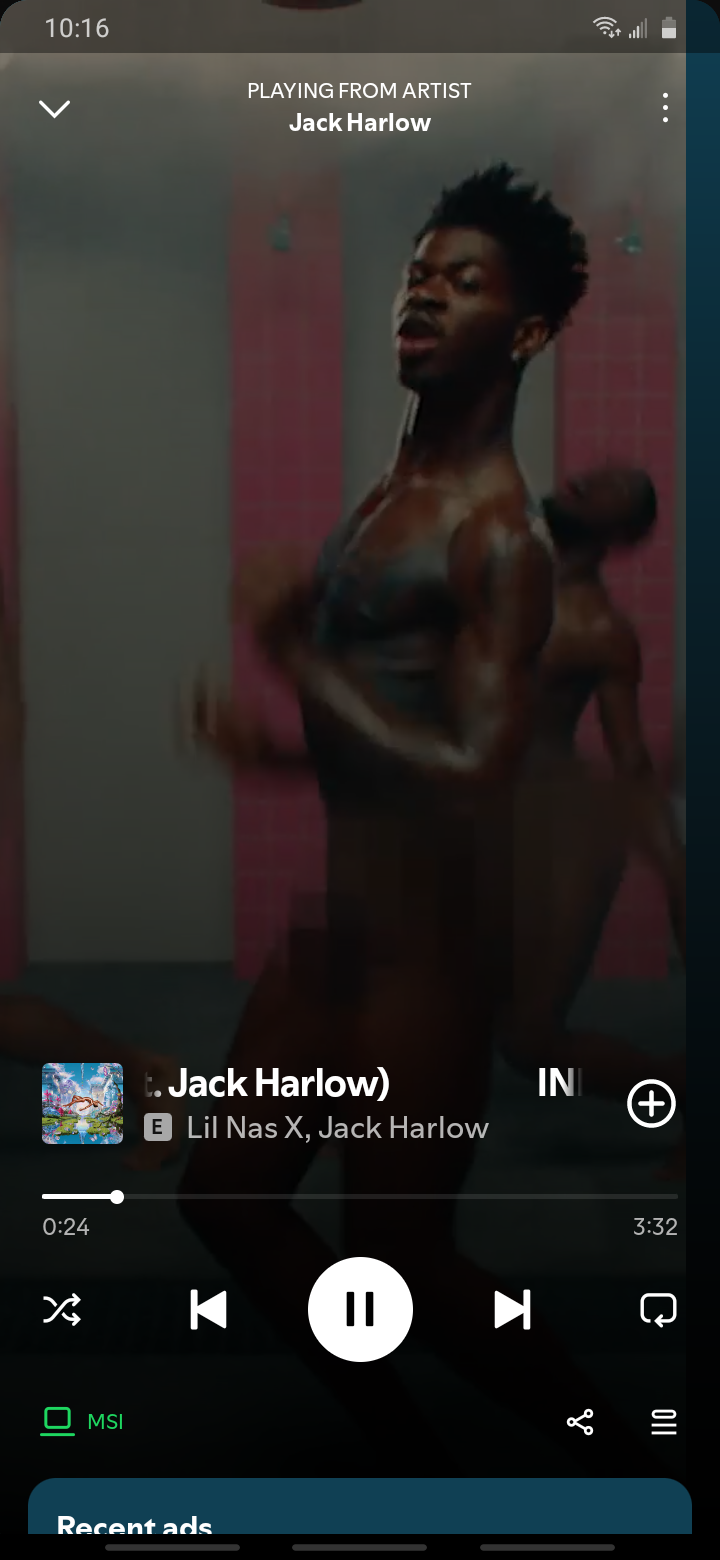 10:16
PLAYING FROM ARTIST
Jack Harlow
t. Jack Harlow) IN
E Lil Nas X, Jack Harlow
0:24 3:32
MSI
Recent ads